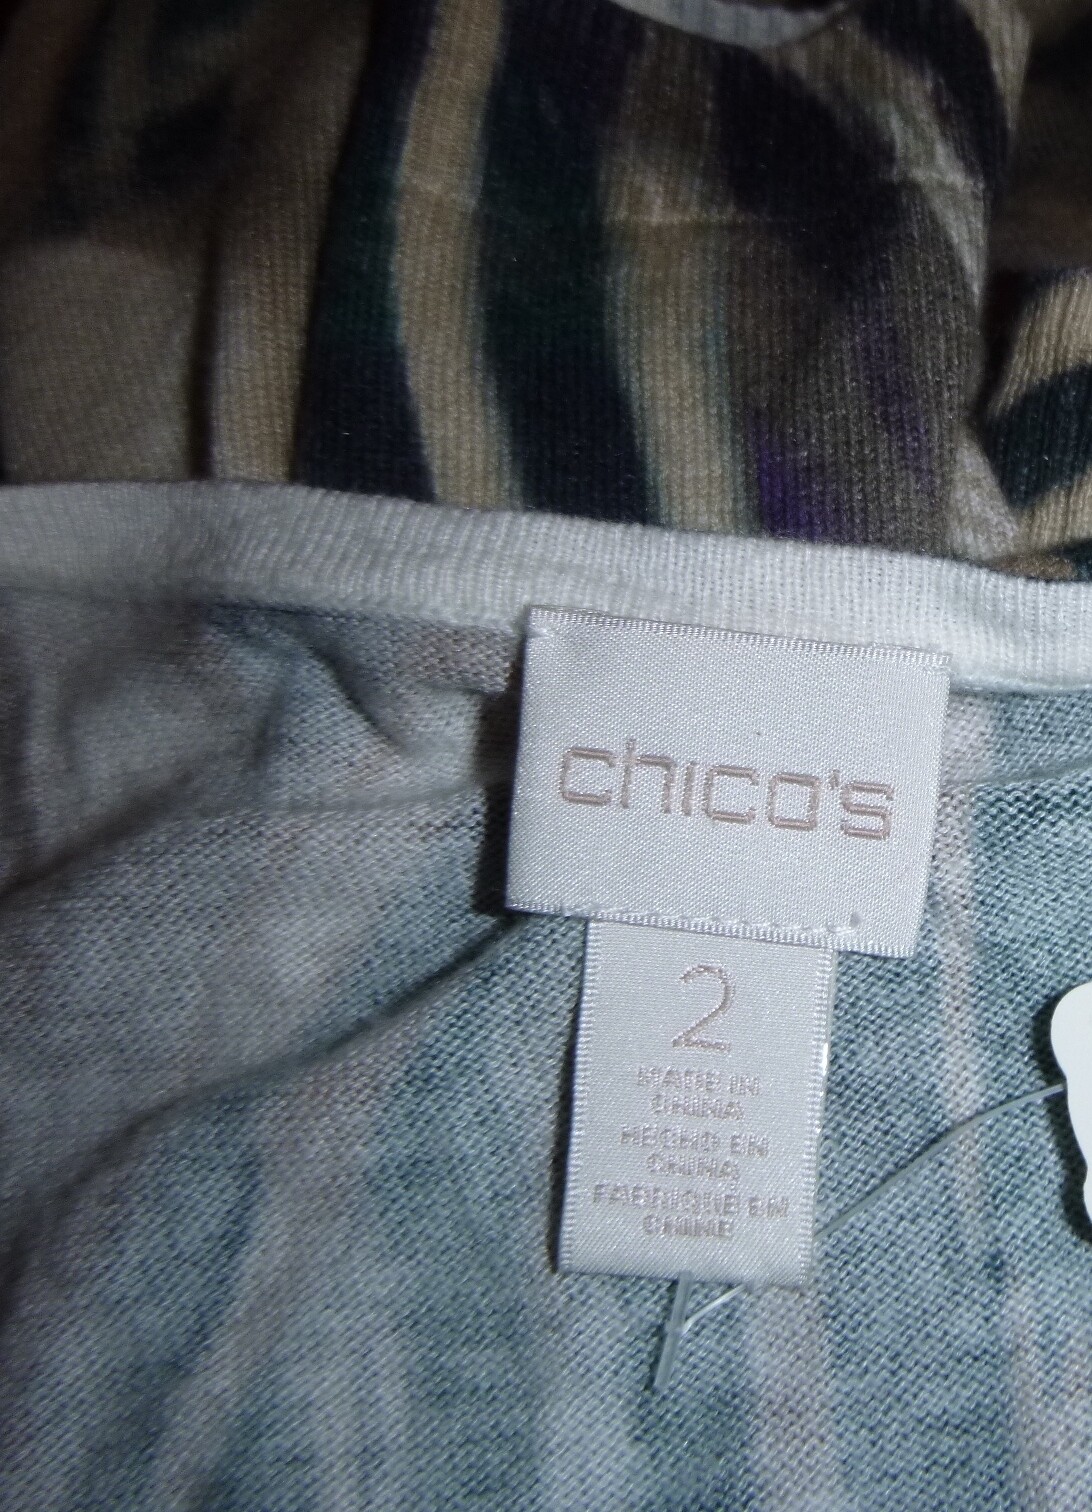 chico's
2
MADE IN
CHINA
HECHO EN
CHINA
FABRIQUE EN
CHINE